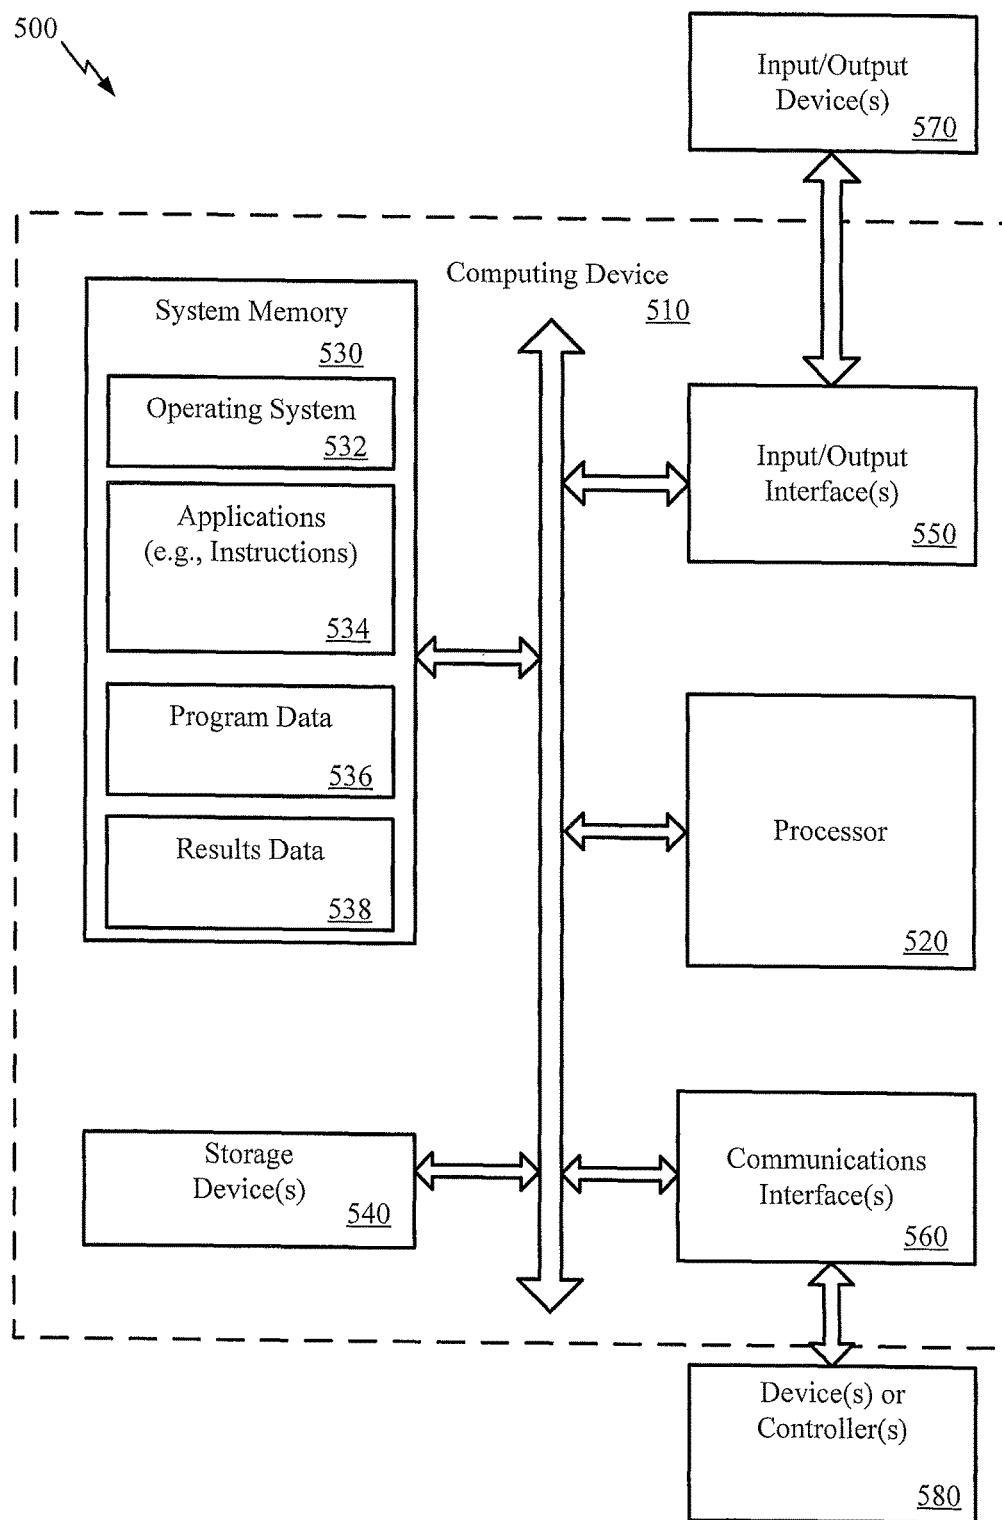 500
Input/Output
Device(s)
570
Computing Device
510
System Memory
530
Operating System
532
Applications
(e.g., Instructions)
534
Program Data
536
Results Data
538
Input/Output
Interface(s)
550
Processor
520
Storage
Device(s)
540
Communications
Interface(s)
560
Device(s) or
Controller(s)
580